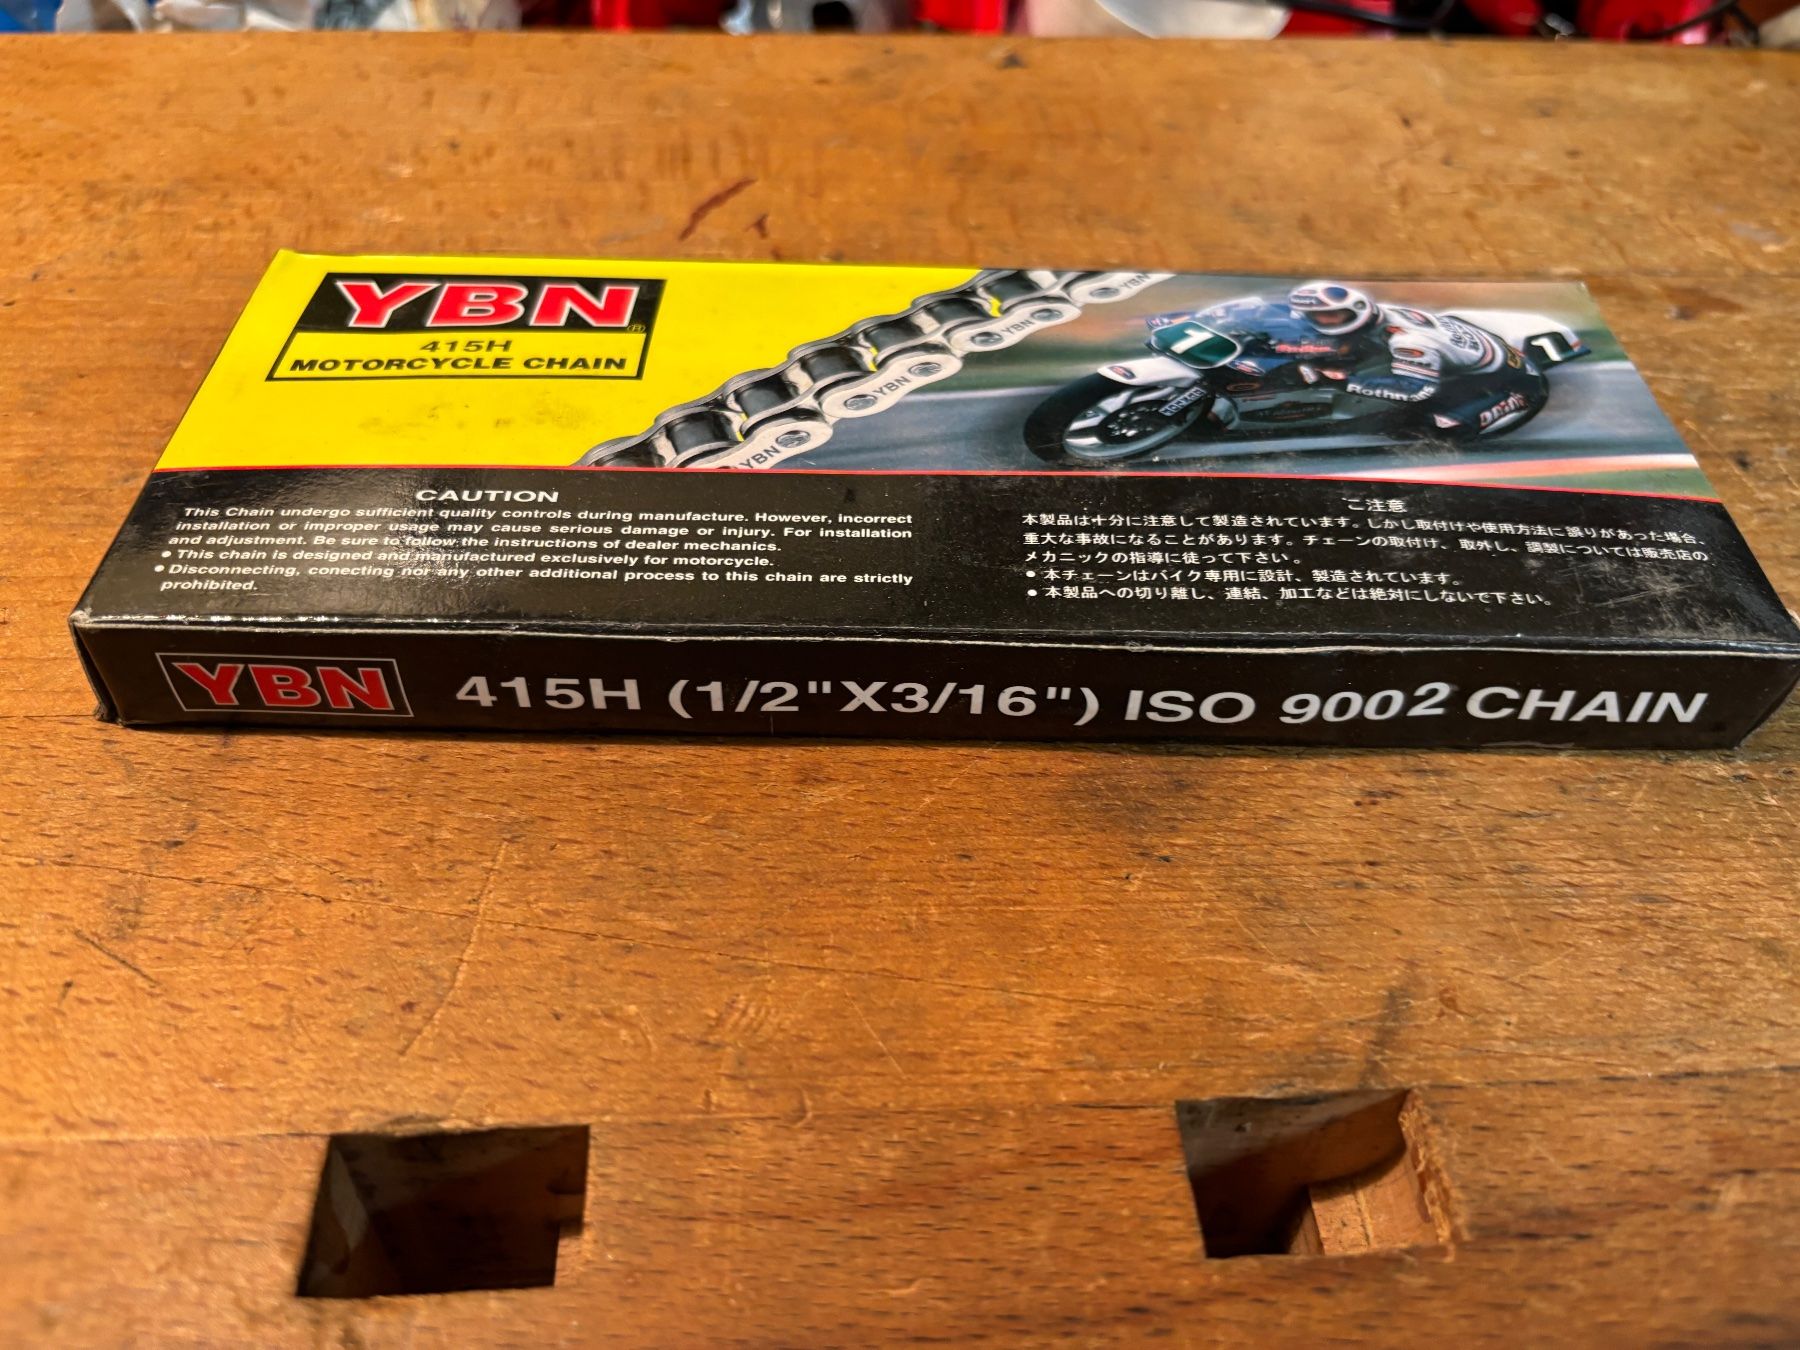 YBN
415H
MOTORCYCLE CHAIN
YBN
YBN
YBN
YBN
1
Rothmans
1
CAUTION
This Chain undergo sufficient quality controls during manufacture. However, incorrect
installation or improper usage may cause serious damage or injury. For installation
and adjustment. Be sure to follow the instructions of dealer mechanics.
● This chain is designed and manufactured exclusively for motorcycle.
● Disconnecting, conecting nor any other additional process to this chain are strictly
prohibited.
ご注意
本製品は十分に注意して製造されています。しかし取付けや使用方法に誤りがあった場合、
重大な事故になることがあります。チェーンの取付け、取外し、調製については販売店の
メカニックの指導に従って下さい。
● 本チェーンはバイク専用に設計、製造されています。
● 本製品への切り離し、連結、加工などは絶対にしないで下さい。
YBN 415H (1/2"X3/16") ISO 9002 CHAIN